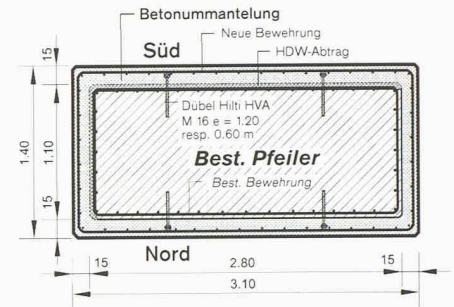 Betonummantelung
Neue Bewehrung
Süd
HDW-Abtrag
15
Dübel Hilti HVA
M 16 e = 1.20
resp. 0.60 m
1.40
1.10
Best. Pfeiler
Best. Bewehrung
15
Nord
15
2.80
15
3.10